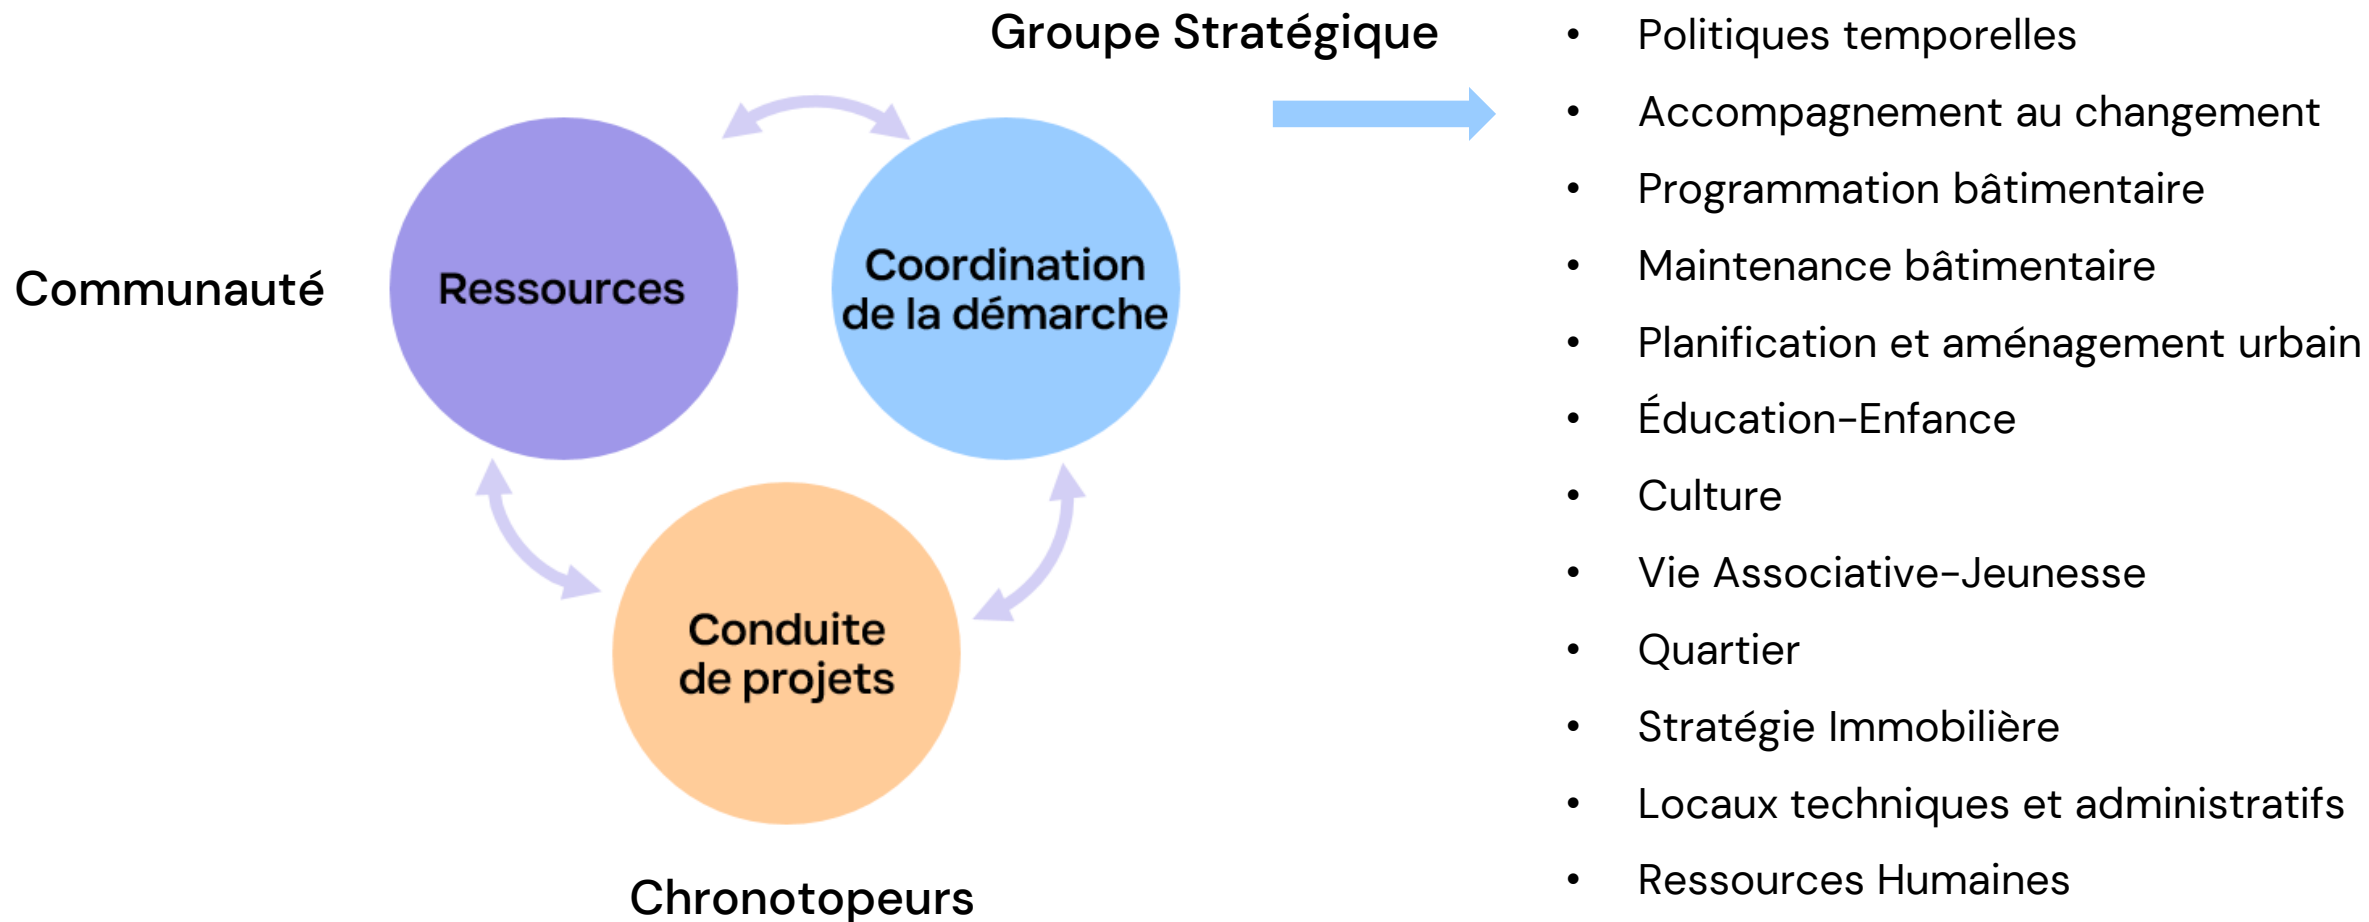 Groupe Stratégique
Communauté
Ressources
Coordination
de la démarche
Conduite
de projets
Chronotopeurs
• Politiques temporelles
• Accompagnement au changement
• Programmation bâtimentaire
• Maintenance bâtimentaire
• Planification et aménagement urbain
• Éducation-Enfance
• Culture
• Vie Associative-Jeunesse
• Quartier
• Stratégie Immobilière
• Locaux techniques et administratifs
• Ressources Humaines